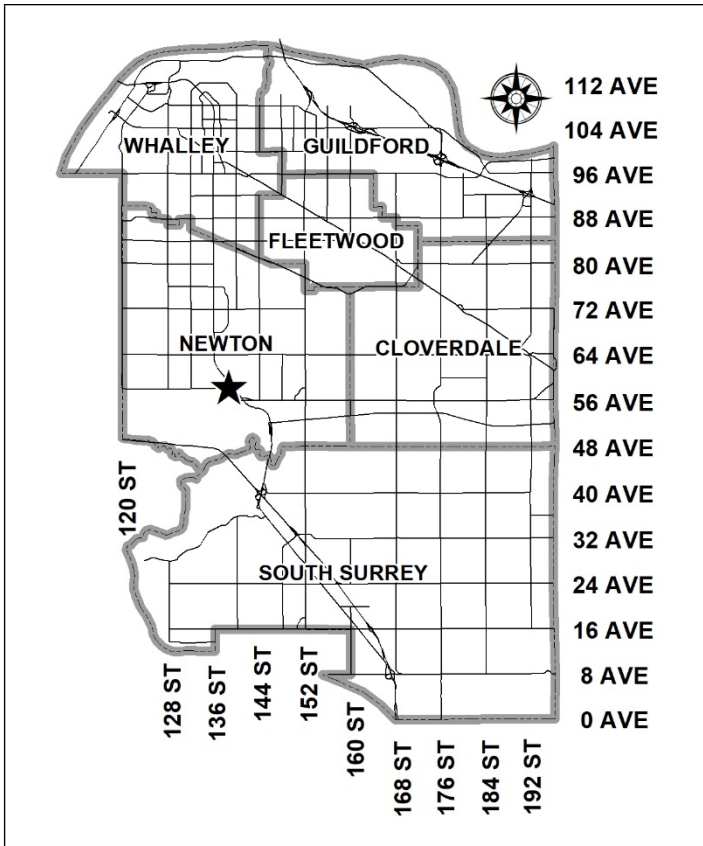 112 AVE
104 AVE
WHALLEY
GUILDFORD
96 AVE
88 AVE
FLEETWOOD
80 AVE
72 AVE
NEWTON
CLOVERDALE
64 AVE
56 AVE
48 AVE
120 ST
40 AVE
32 AVE
SOUTH SURREY
24 AVE
16 AVE
8 AVE
0 AVE
128 ST
136 ST
144 ST
152 ST
160 ST
168 ST
176 ST
184 ST
192 ST